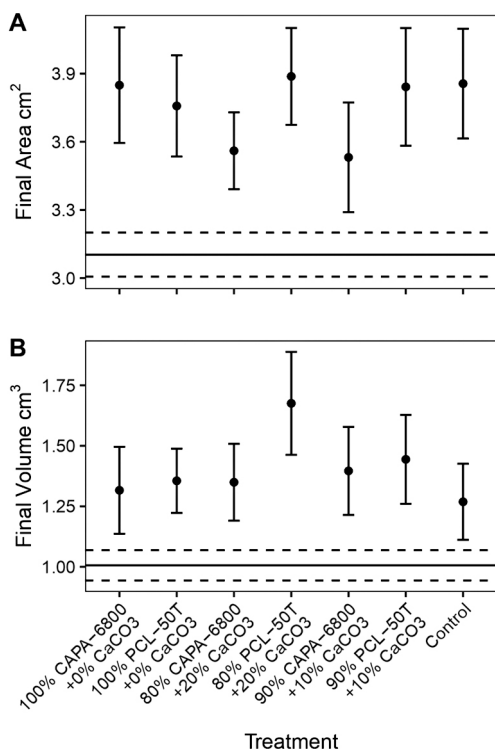 A
Final Area cm2
3.9
3.6
3.3
3.0
B
Final Volume cm3
1.75
1.50
1.25
1.00
100% CAPA−6800
+0% CaCO3
100% PCL−50T
+0% CaCO3
80% CAPA−6800
+20% CaCO3
80% PCL−50T
+20% CaCO3
90% CAPA−6800
+10% CaCO3
90% PCL−50T
+10% CaCO3
Control
Treatment